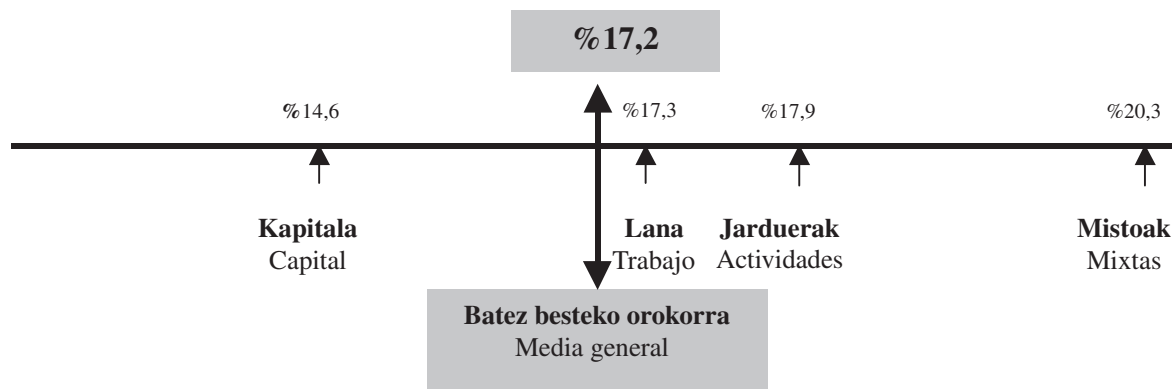 %17,2
%14,6
%17,3
%17,9
%20,3
Kapitala
Capital
Lana
Trabajo
Jarduerak
Actividades
Mistoak
Mixtas
Batez besteko orokorra
Media general